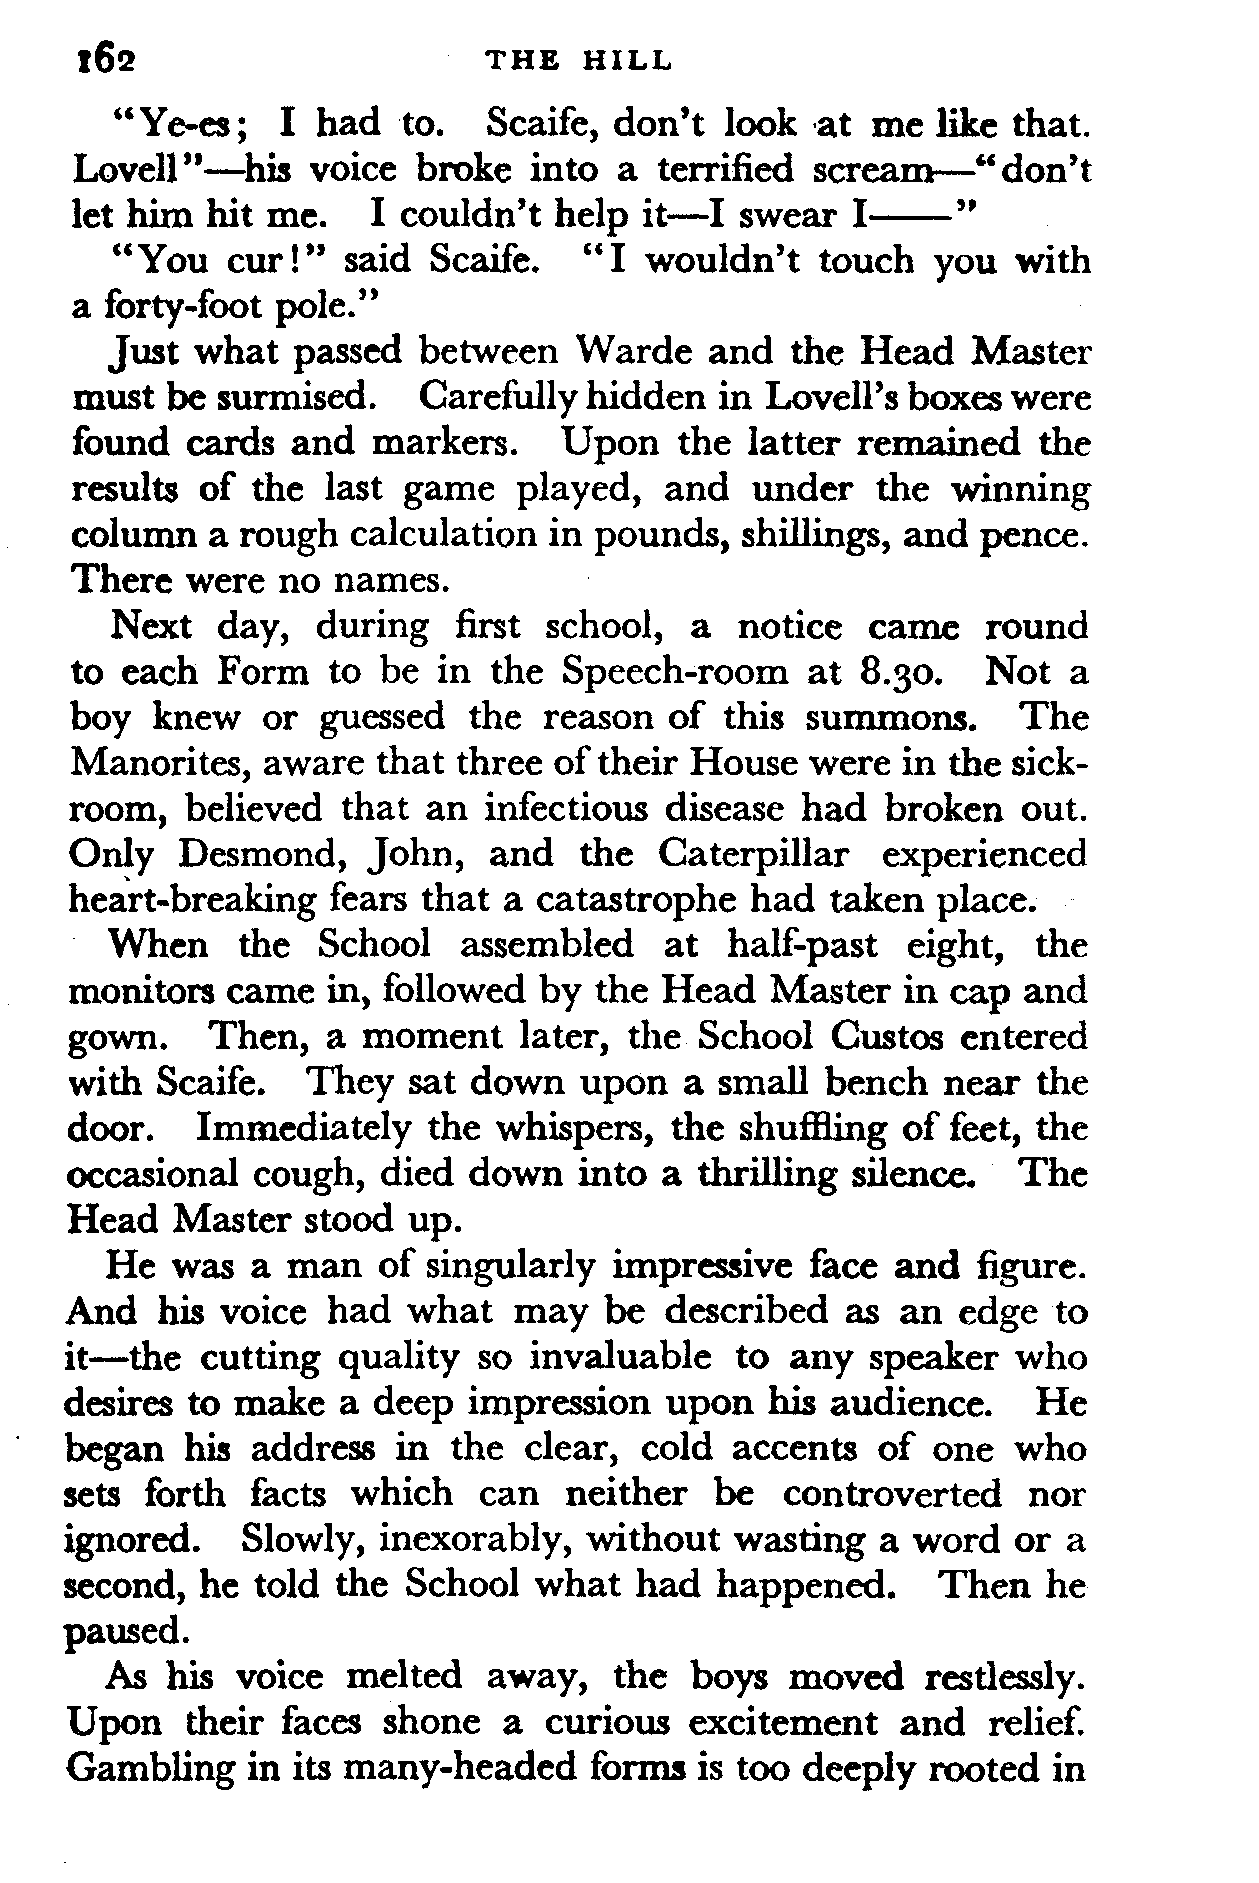 162 THE HILL
“Ye-es; I had to. Scaife, don’t look at me like that.
Lovell”—his voice broke into a terrified scream—“don’t
let him hit me. I couldn’t help it—I swear I——”
“You cur!” said Scaife. “I wouldn’t touch you with
a forty-foot pole.”
Just what passed between Warde and the Head Master
must be surmised. Carefully hidden in Lovell’s boxes were
found cards and markers. Upon the latter remained the
results of the last game played, and under the winning
column a rough calculation in pounds, shillings, and pence.
There were no names.
Next day, during first school, a notice came round
to each Form to be in the Speech-room at 8.30. Not a
boy knew or guessed the reason of this summons. The
Manorites, aware that three of their House were in the sick-
room, believed that an infectious disease had broken out.
Only Desmond, John, and the Caterpillar experienced
heart-breaking fears that a catastrophe had taken place.
When the School assembled at half-past eight, the
monitors came in, followed by the Head Master in cap and
gown. Then, a moment later, the School Custos entered
with Scaife. They sat down upon a small bench near the
door. Immediately the whispers, the shuffling of feet, the
occasional cough, died down into a thrilling silence. The
Head Master stood up.
He was a man of singularly impressive face and figure.
And his voice had what may be described as an edge to
it—the cutting quality so invaluable to any speaker who
desires to make a deep impression upon his audience. He
began his address in the clear, cold accents of one who
sets forth facts which can neither be controverted nor
ignored. Slowly, inexorably, without wasting a word or a
second, he told the School what had happened. Then he
paused.
As his voice melted away, the boys moved restlessly.
Upon their faces shone a curious excitement and relief.
Gambling in its many-headed forms is too deeply rooted in